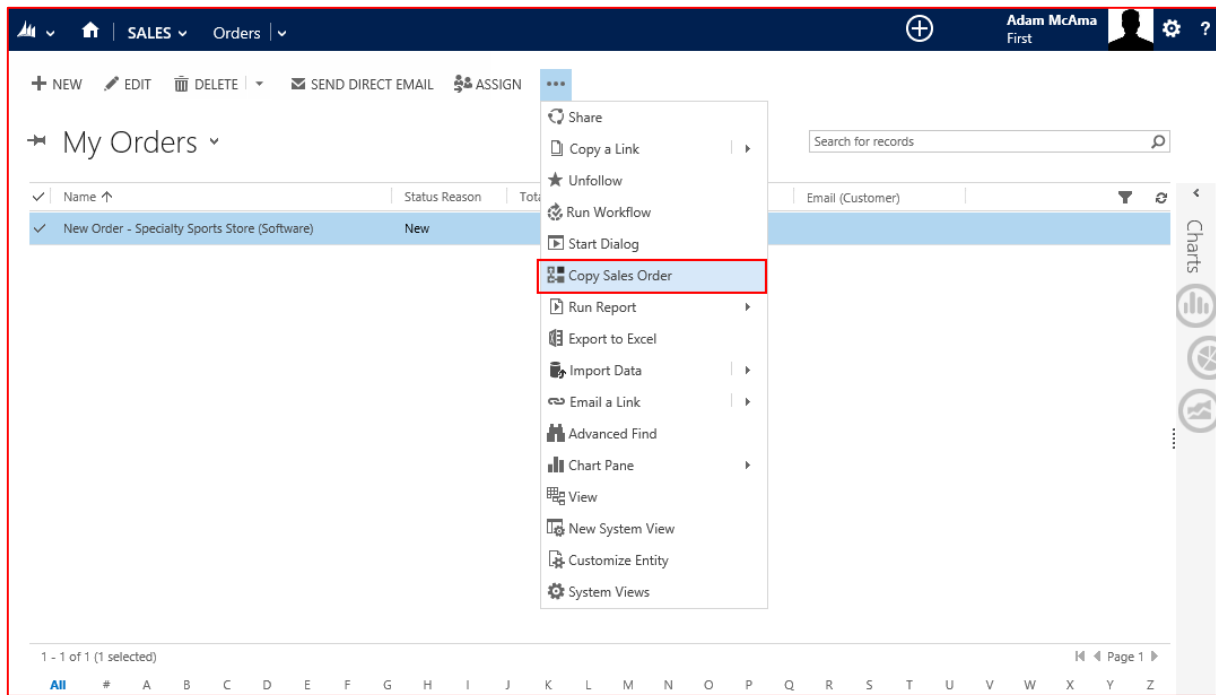 SALES Orders Adam McAma
First ?
NEW EDIT DELETE SEND DIRECT EMAIL ASSIGN
My Orders
Search for records
Name Status Reason Email (Customer)
New Order - Specialty Sports Store (Software) New
Share
Copy a Link
Unfollow
Run Workflow
Start Dialog
Copy Sales Order
Run Report
Export to Excel
Import Data
Email a Link
Advanced Find
Chart Pane
View
New System View
Customize Entity
System Views
Charts
1 - 1 of 1 (1 selected) Page 1
All # A B C D E F G H I J K L M N O P Q R S T U V W X Y Z